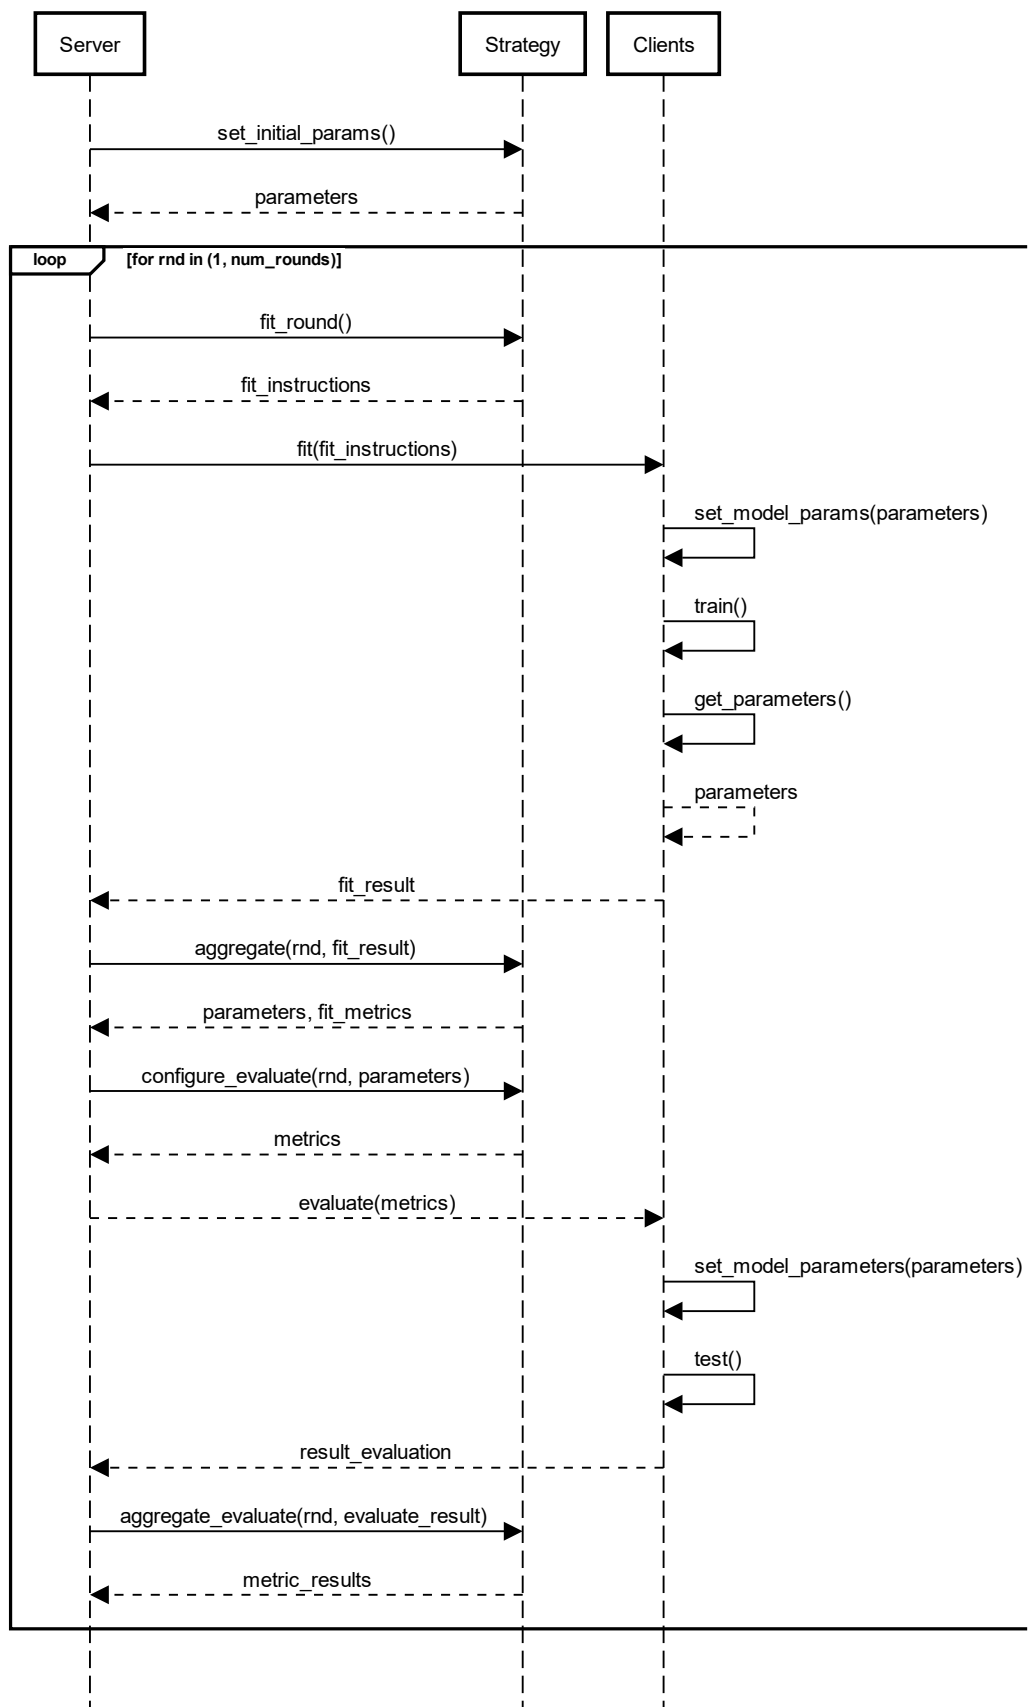 Server
Strategy
Clients
set_initial_params()
parameters
loop
[for rnd in (1, num_rounds)]
fit_round()
fit_instructions
fit(fit_instructions)
set_model_params(parameters)
train()
get_parameters()
parameters
fit_result
aggregate(rnd, fit_result)
parameters, fit_metrics
configure_evaluate(rnd, parameters)
metrics
evaluate(metrics)
set_model_parameters(parameters)
test()
result_evaluation
aggregate_evaluate(rnd, evaluate_result)
metric_results